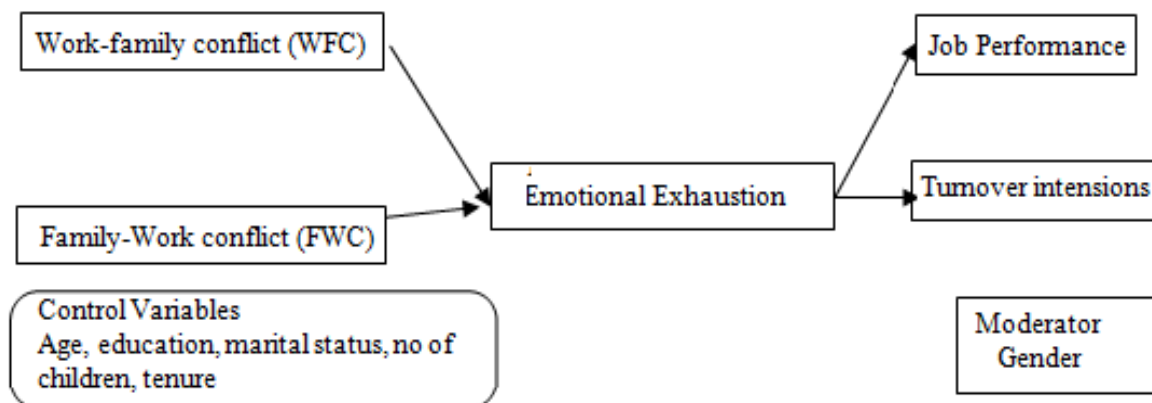 Work-family conflict (WFC)
Job Performance
Emotional Exhaustion
Turnover intensions
Family-Work conflict (FWC)
Control Variables
Age, education, marital status, no of
children, tenure
Moderator
Gender